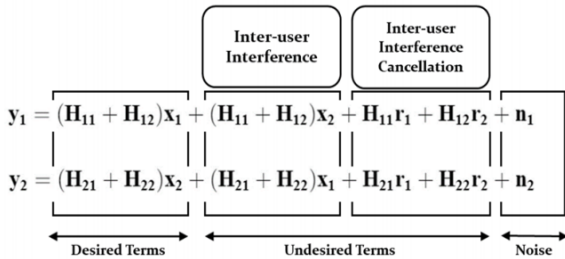 Inter-user
Interference
Inter-user
Interference
Cancellation
y₁ = (H₁₁ + H₁₂)x₁ + (H₁₁ + H₁₂)x₂ + H₁₁r₁ + H₁₂r₂ + n₁
y₂ = (H₂₁ + H₂₂)x₂ + (H₂₁ + H₂₂)x₁ + H₂₁r₁ + H₂₂r₂ + n₂
Desired Terms
Undesired Terms
Noise